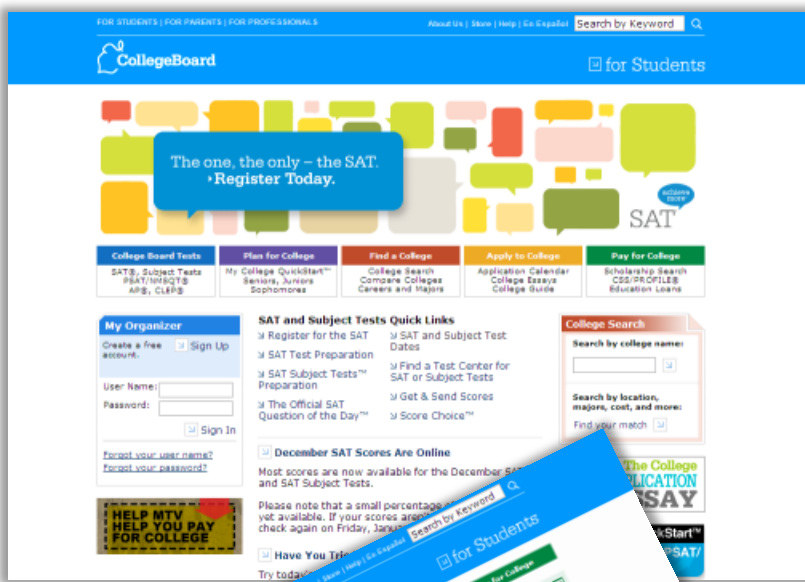 FOR STUDENTS | FOR PARENTS | FOR PROFESSIONALS
About Us | Store | Help | En Español Search by Keyword
CollegeBoard
for Students
The one, the only – the SAT.
Register Today.
achieve more
SAT
College Board Tests
SAT®, Subject Tests
PSAT/NMSQT®
AP®, CLEP®
Plan for College
My College QuickStart™
Seniors, Juniors
Sophomores
Find a College
College Search
Compare Colleges
Careers and Majors
Apply to College
Application Calendar
College Essays
College Guide
Pay for College
Scholarship Search
CSS/PROFILE®
Education Loans
My Organizer
Create a free
account.
Sign Up
User Name:
Password:
Sign In
Forgot your user name?
Forgot your password?
HELP MTV
HELP YOU PAY
FOR COLLEGE
SAT and Subject Tests Quick Links
Register for the SAT
SAT Test Preparation
SAT Subject Tests™
Preparation
The Official SAT
Question of the Day™
SAT and Subject Test
Dates
Find a Test Center for
SAT or Subject Tests
Get & Send Scores
Score Choice™
December SAT Scores Are Online
Most scores are now available for the December SAT
and SAT Subject Tests.
Please note that a small percentage
yet available. If your scores
check again on Friday,
Have You
Try
College Search
Search by college name:
Search by location,
majors, cost, and more:
Find your match
The College
Store | Help | En Español Search by Keyword
for Students
for College